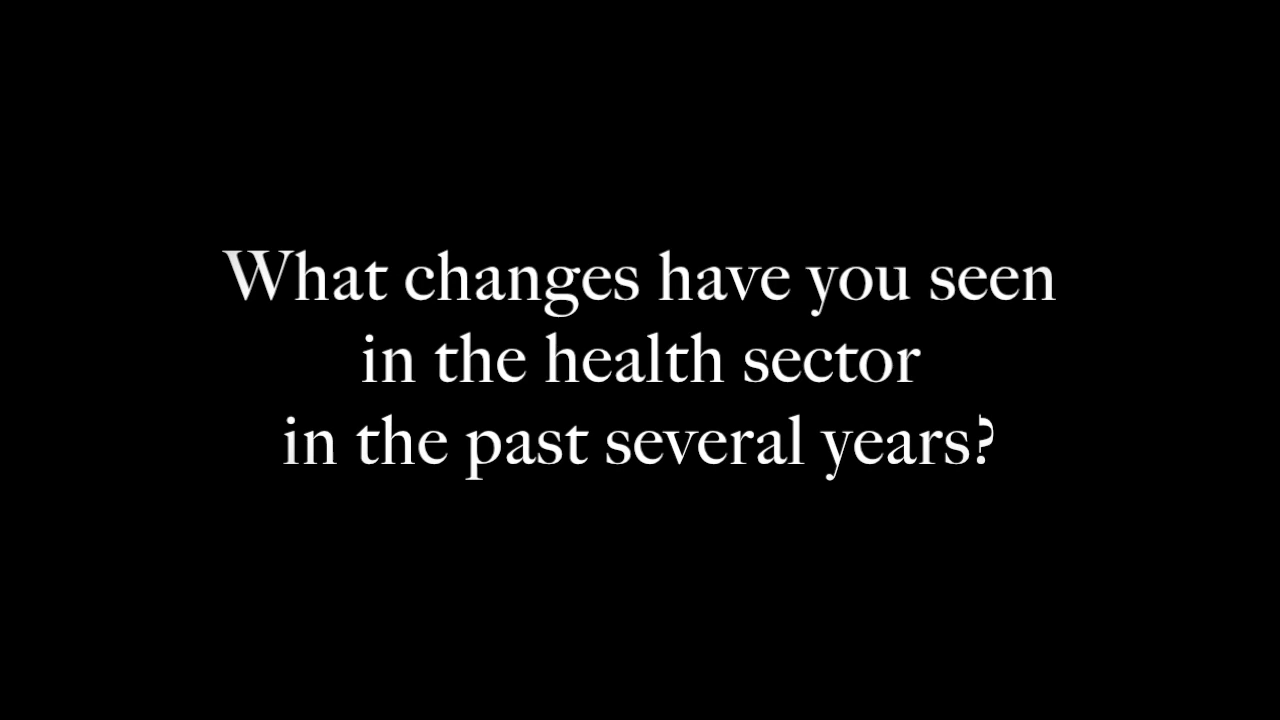 What changes have you seen
in the health sector
in the past several years?